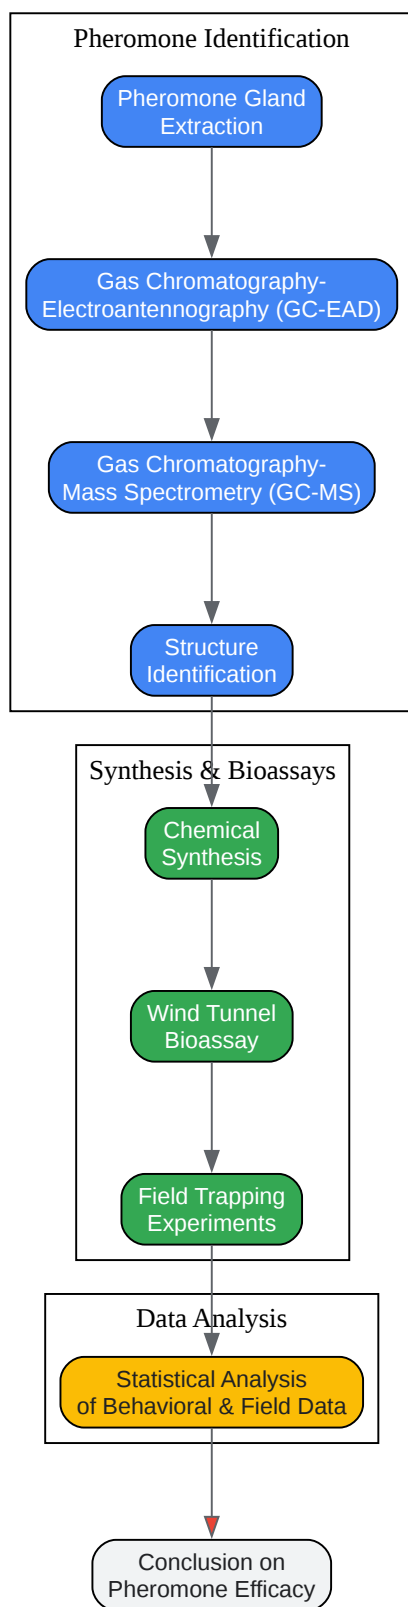 Pheromone Identification
Pheromone Gland
Extraction
Gas Chromatography-
Electroantennography (GC-EAD)
Gas Chromatography-
Mass Spectrometry (GC-MS)
Structure
Identification
Synthesis & Bioassays
Chemical
Synthesis
Wind Tunnel
Bioassay
Field Trapping
Experiments
Data Analysis
Statistical Analysis
of Behavioral & Field Data
Conclusion on
Pheromone Efficacy